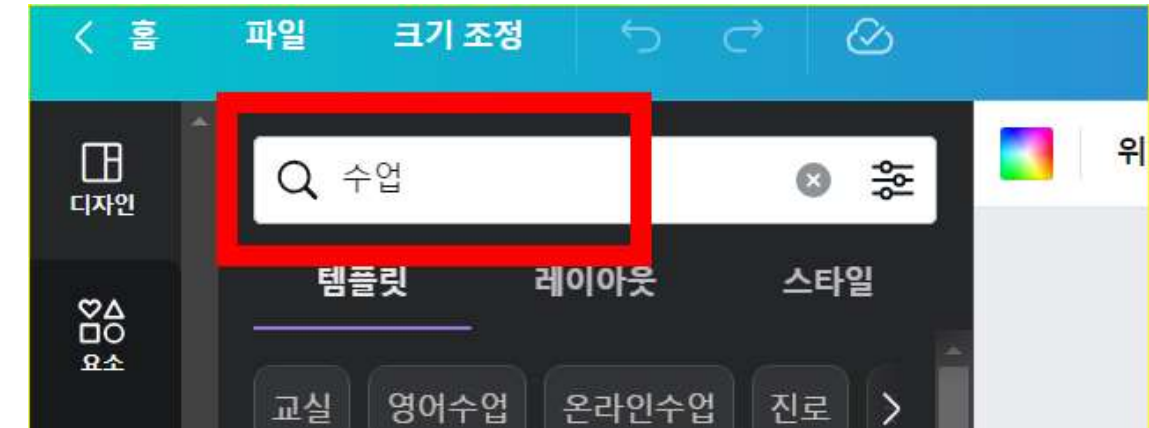 홈 파일 크기 조정
수업
위
디자인
템플릿 레이아웃 스타일
요소
교실 영어수업 온라인수업 진로